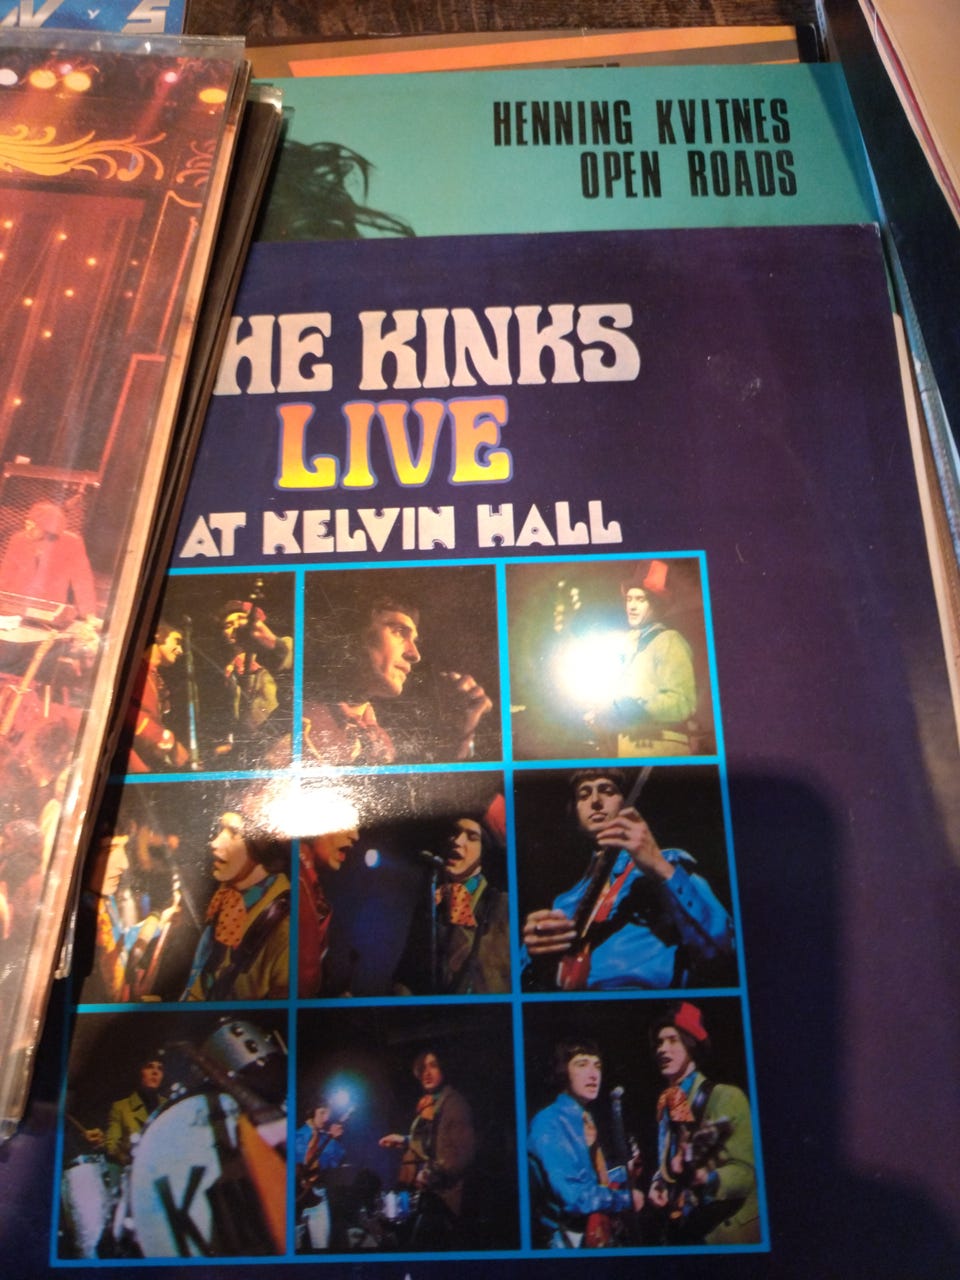 HENNING KVITNES
OPEN ROADS
HE KINKS
LIVE
AT KELVIN HALL